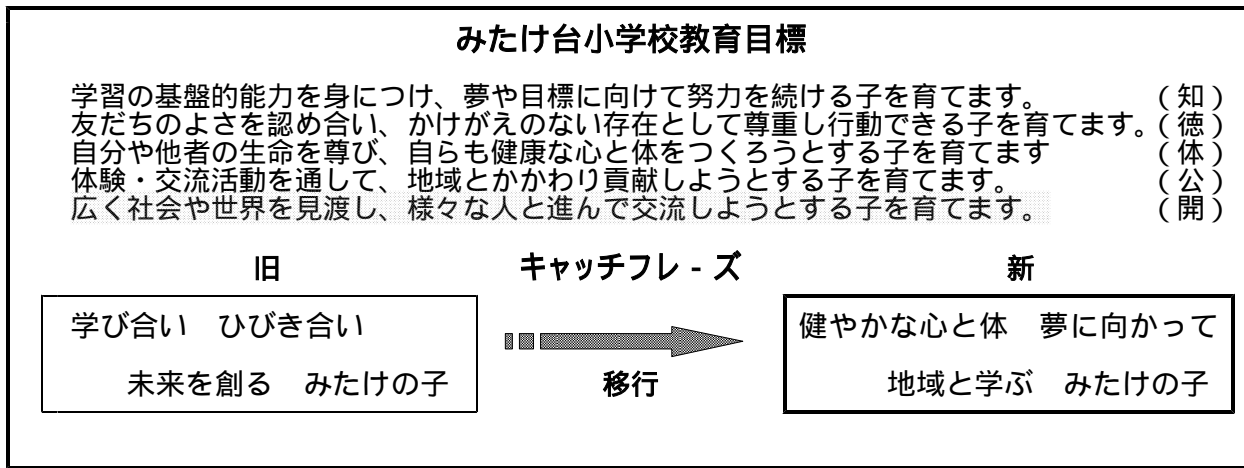 みたけ台小学校教育目標
学習の基盤的能力を身につけ、夢や目標に向けて努力を続ける子を育てます。 (知)
友だちのよさを認め合い、かけがえのない存在として尊重し行動できる子を育てます。(徳)
自分や他者の生命を尊び、自らも健康な心と体をつくろうとする子を育てます (体)
体験・交流活動を通して、地域とかかわり貢献しようとする子を育てます。 (公)
広く社会や世界を見渡し、様々な人と進んで交流しようとする子を育てます。 (開)
旧 キャッチフレ-ズ 新
学び合い ひびき合い
未来を創る みたけの子
移行
健やかな心と体 夢に向かって
地域と学ぶ みたけの子